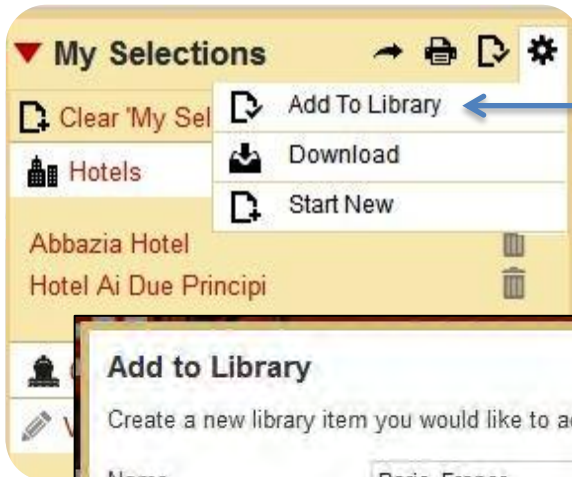 My Selections
Clear 'My Sel
Add To Library
Download
Hotels
Start New
Abbazia Hotel
Hotel Ai Due Principi
Add to Library
Create a new library item you would like to a